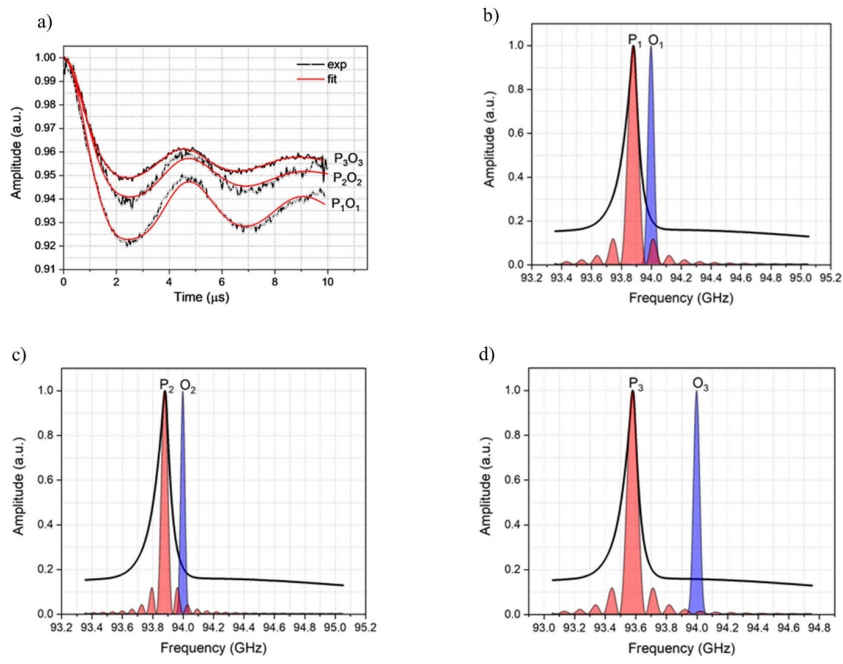 a)
1.00
0.99
0.98
0.97
0.96
0.95
0.94
0.93
0.92
0.91
Amplitude (a.u.)
exp
fit
P3O3
P2O2
P1O1
0 2 4 6 8 10
Time (μs)
b)
P1 O1
1.0
0.8
0.6
0.4
0.2
0.0
Amplitude (a.u.)
93.2 93.4 93.6 93.8 94.0 94.2 94.4 94.6 94.8 95.0 95.2
Frequency (GHz)
c)
P2 O2
1.0
0.8
0.6
0.4
0.2
0.0
Amplitude (a.u.)
93.2 93.4 93.6 93.8 94.0 94.2 94.4 94.6 94.8 95.0 95.2
Frequency (GHz)
d)
P3 O3
1.0
0.8
0.6
0.4
0.2
0.0
Amplitude (a.u.)
93.0 93.2 93.4 93.6 93.8 94.0 94.2 94.4 94.6 94.8
Frequency (GHz)